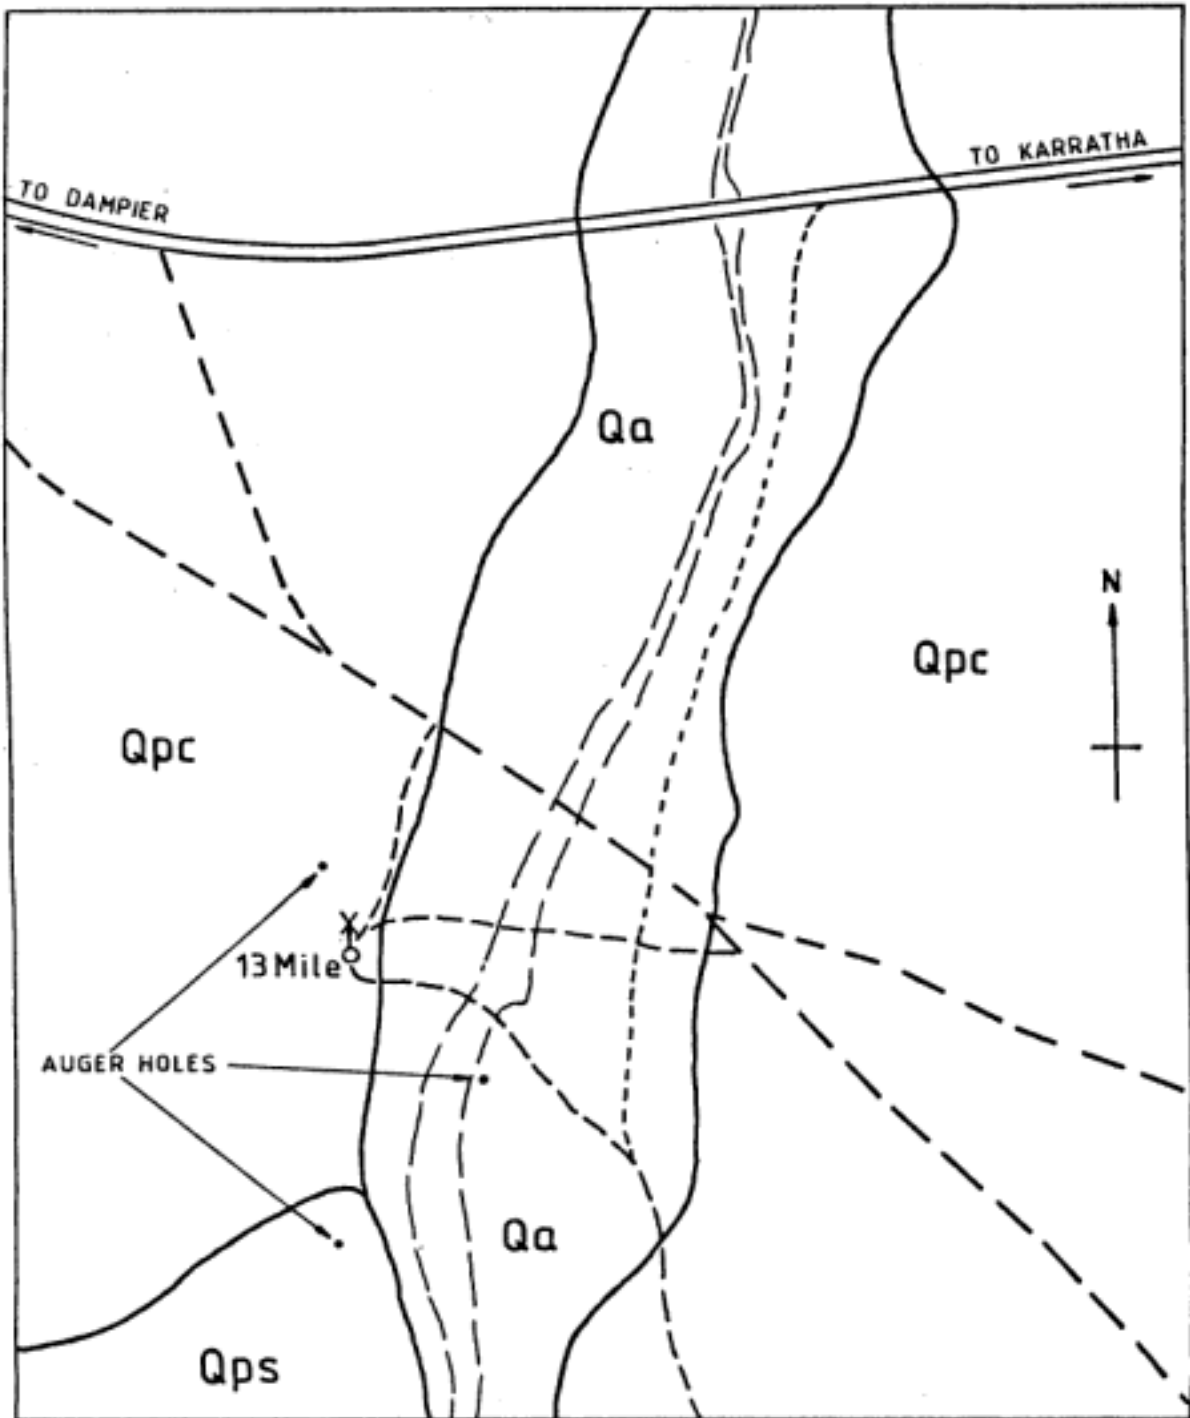 TO KARRATHA
TO DAMPIER
Qa
N
Qpc
Qpc
13 Mile
AUGER HOLES
Qa
Qps